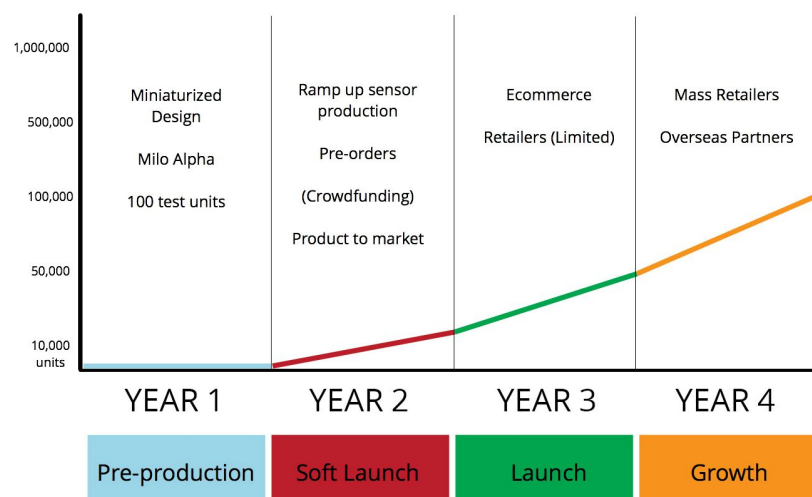 1,000,000
500,000
100,000
50,000
10,000
units
Miniaturized
Design
Milo Alpha
100 test units
Ramp up sensor
production
Pre-orders
(Crowdfunding)
Product to market
Ecommerce
Retailers (Limited)
Mass Retailers
Overseas Partners
YEAR 1
YEAR 2
YEAR 3
YEAR 4
Pre-production
Soft Launch
Launch
Growth